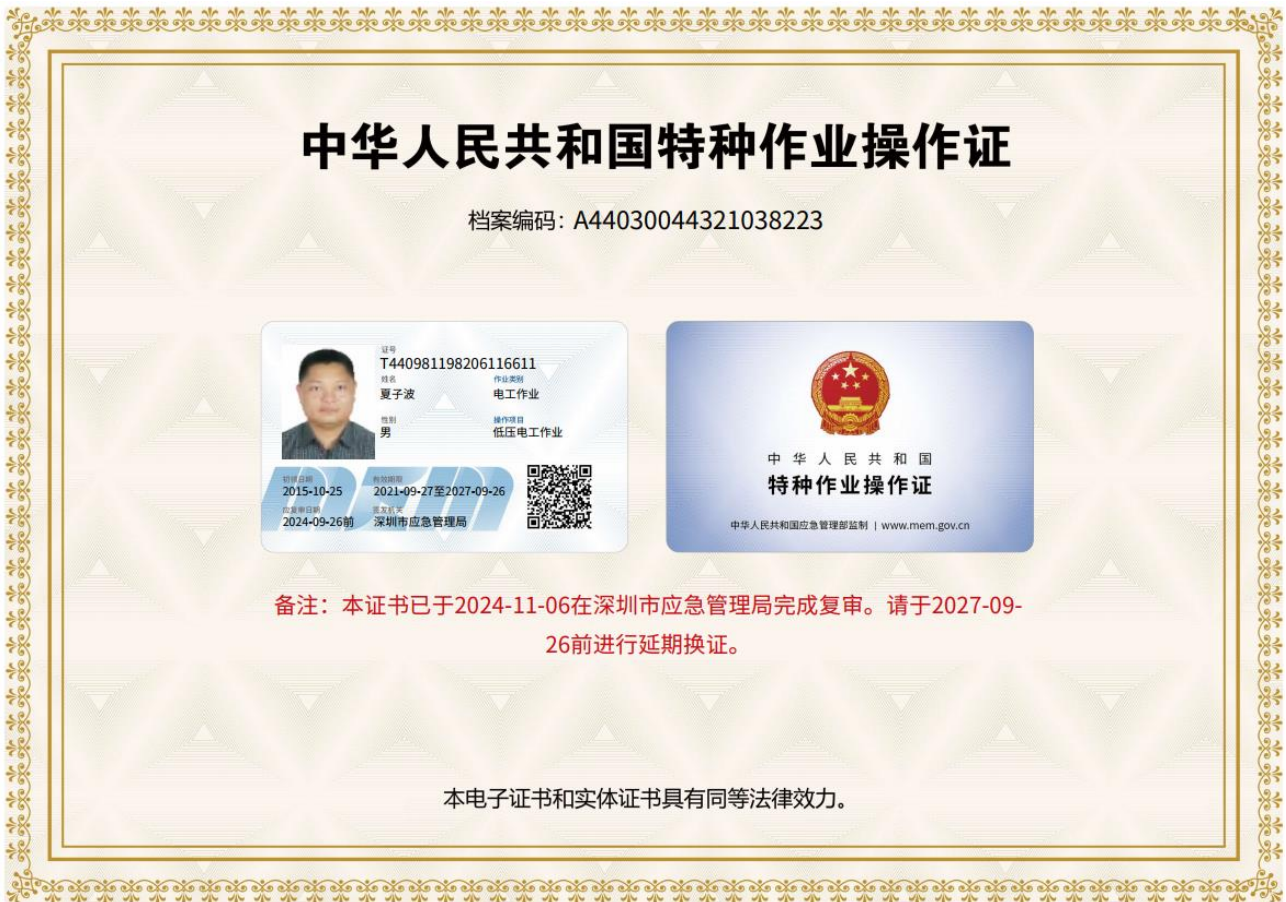 中华人民共和国特种作业操作证
档案编码：A44030044321038223
证号
T440981198206116611
姓名
夏子波
作业类别
电工作业
性别
男
操作项目
低压电工作业
初领日期
2015-10-25
有效期限
2021-09-27至2027-09-26
应复审日期
2024-09-26前
签发机关
深圳市应急管理局
中华人民共和国
特种作业操作证
中华人民共和国应急管理部监制 | www.mem.gov.cn
备注：本证书已于2024-11-06在深圳市应急管理局完成复审。请于2027-09-
26前进行延期换证。
本电子证书和实体证书具有同等法律效力。